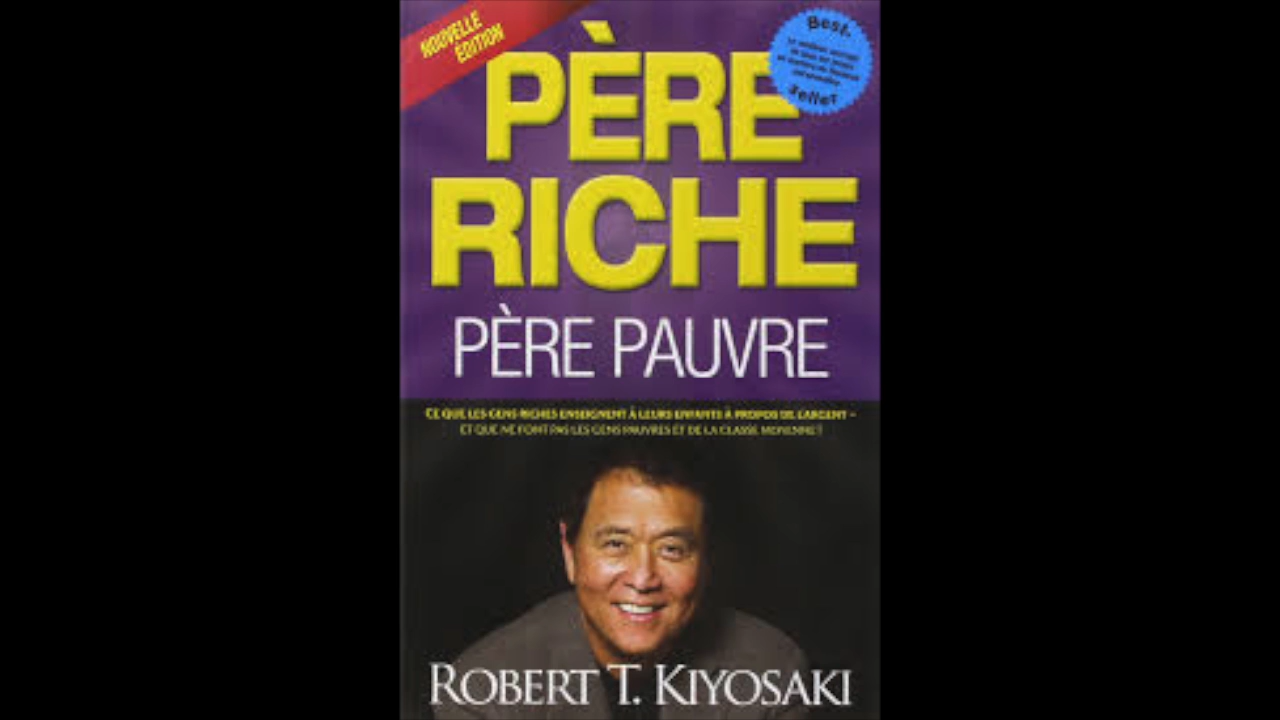 NOUVELLE
ÉDITION
Best-
Seller
PÈRE
RICHE
PÈRE PAUVRE
CE QUE LES GENS RICHES ENSEIGNENT À LEURS ENFANTS À PROPOS DE L'ARGENT –
ET QUE NE FONT PAS LES GENS PAUVRES ET DE LA CLASSE MOYENNE !
ROBERT T. KIYOSAKI